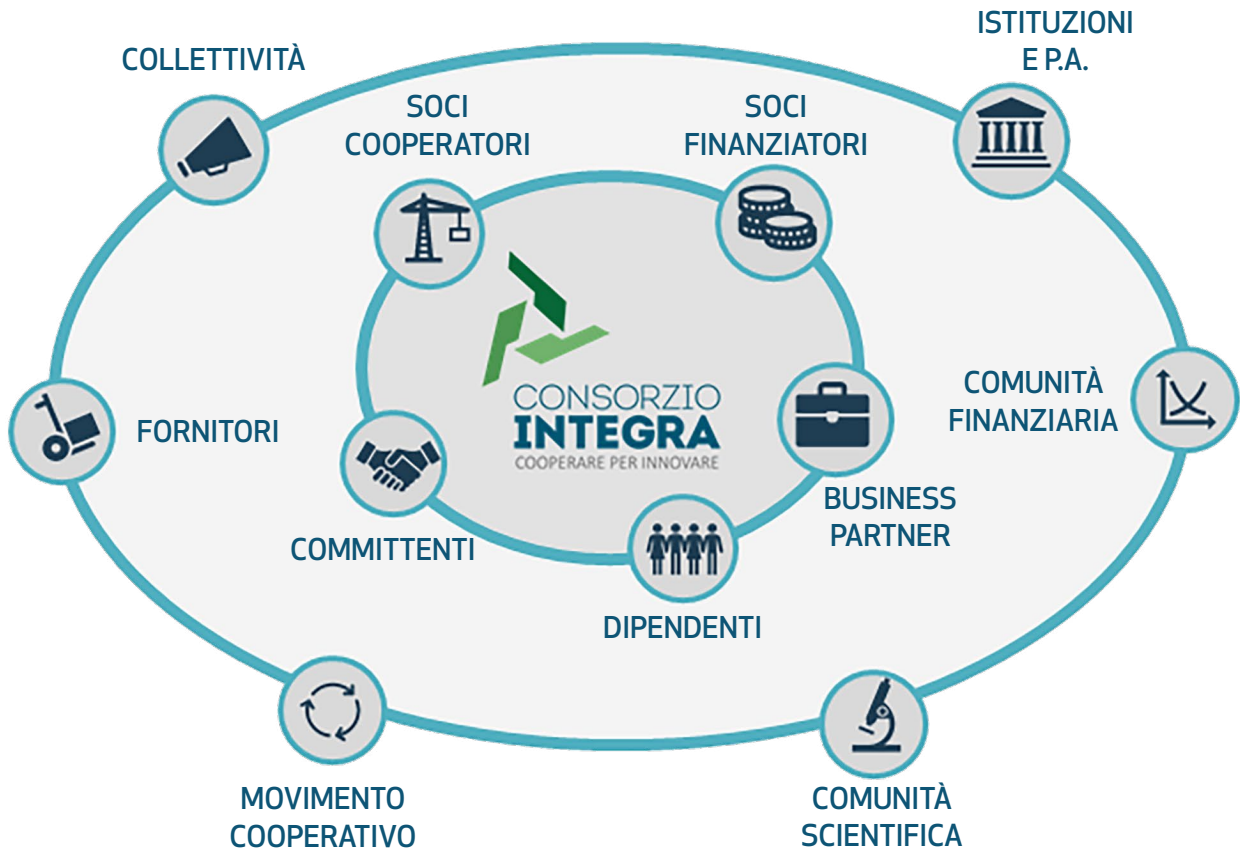 ISTITUZIONI
E P.A.
COLLETTIVITÀ
SOCI
COOPERATORI
SOCI
FINANZIATORI
CONSORZIO
INTEGRA
COOPERARE PER INNOVARE
COMUNITÀ
FINANZIARIA
FORNITORI
BUSINESS
PARTNER
COMMITTENTI
DIPENDENTI
MOVIMENTO
COOPERATIVO
COMUNITÀ
SCIENTIFICA